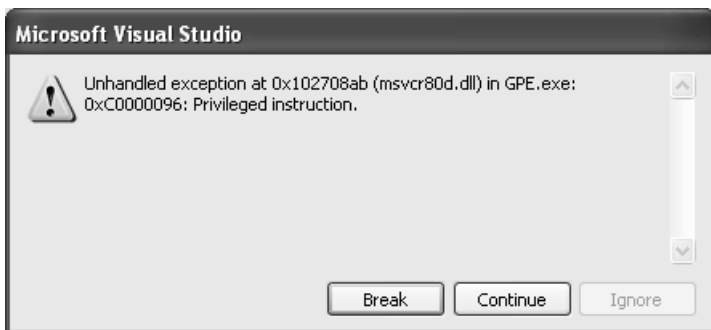 Microsoft Visual Studio
Unhandled exception at 0x102708ab (msvcr80d.dll) in GPE.exe:
0xC0000096: Privileged instruction.
Break Continue Ignore